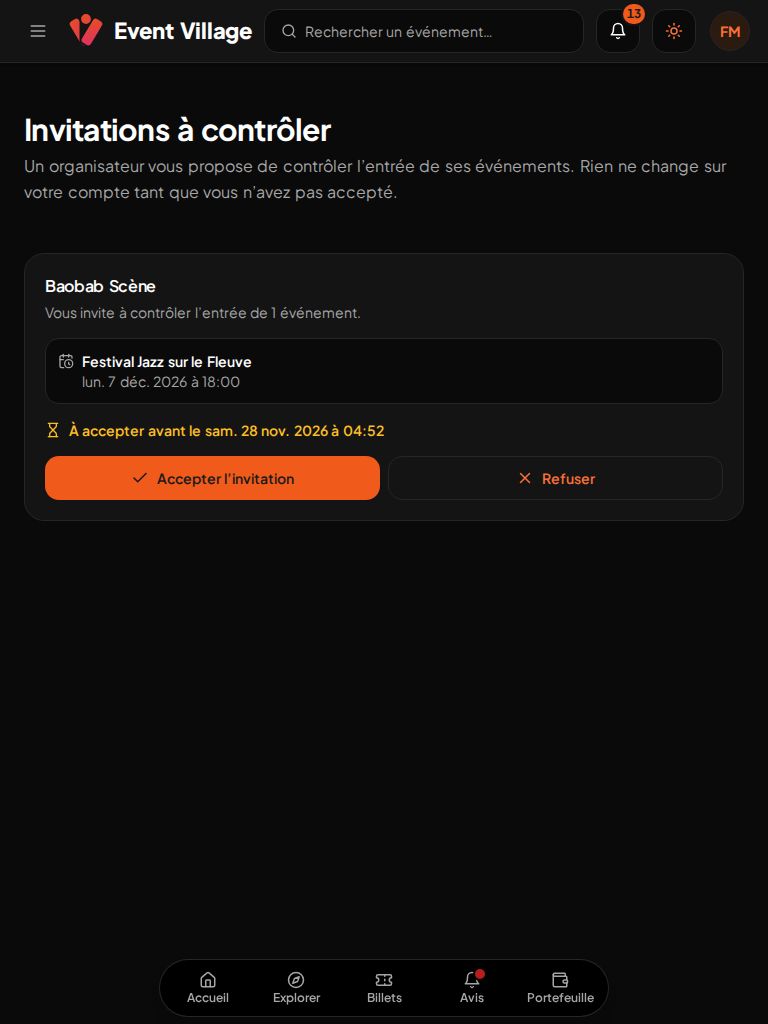 Event Village
Rechercher un événement…
13
FM
Invitations à contrôler
Un organisateur vous propose de contrôler l’entrée de ses événements. Rien ne change sur
votre compte tant que vous n’avez pas accepté.
Baobab Scène
Vous invite à contrôler l’entrée de 1 événement.
Festival Jazz sur le Fleuve
lun. 7 déc. 2026 à 18:00
À accepter avant le sam. 28 nov. 2026 à 04:52
Accepter l’invitation
Refuser
Accueil
Explorer
Billets
Avis
Portefeuille